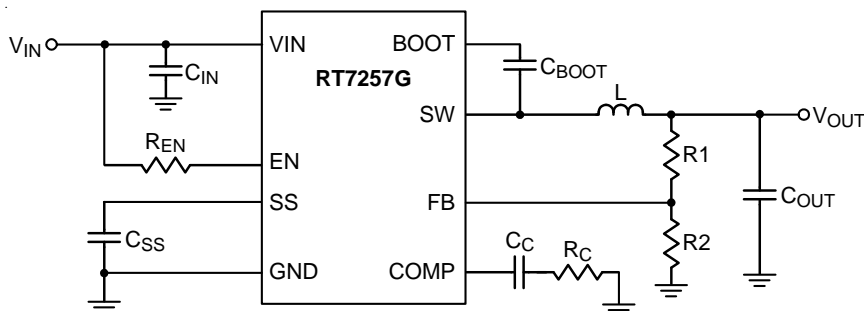 VIN
VIN
BOOT
CIN
RT7257G
CBOOT
SW
L
VOUT
REN
EN
R1
SS
FB
COUT
CSS
R2
CC
RC
GND
COMP